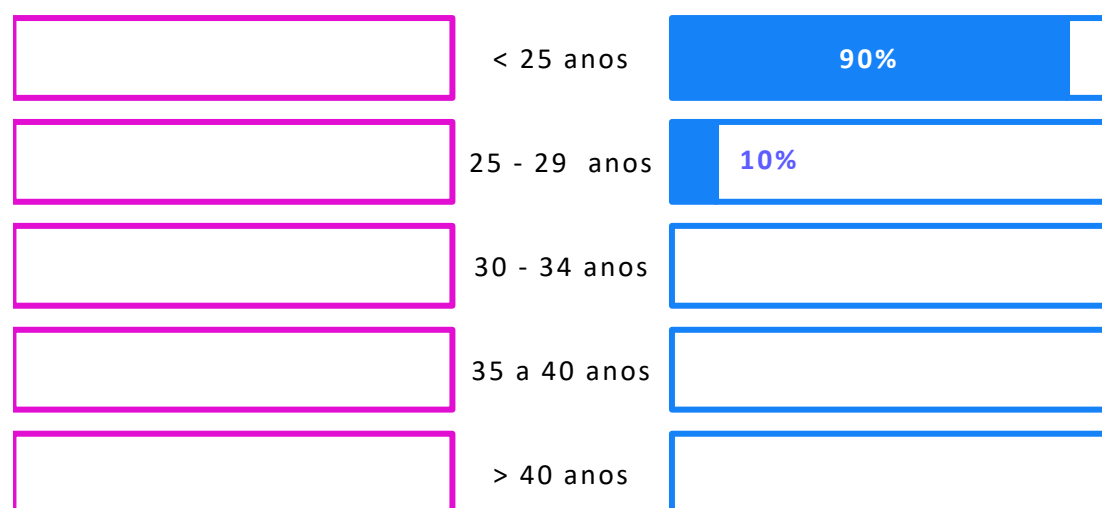 < 25 anos 90%
25 - 29 anos 10%
30 - 34 anos
35 a 40 anos
> 40 anos